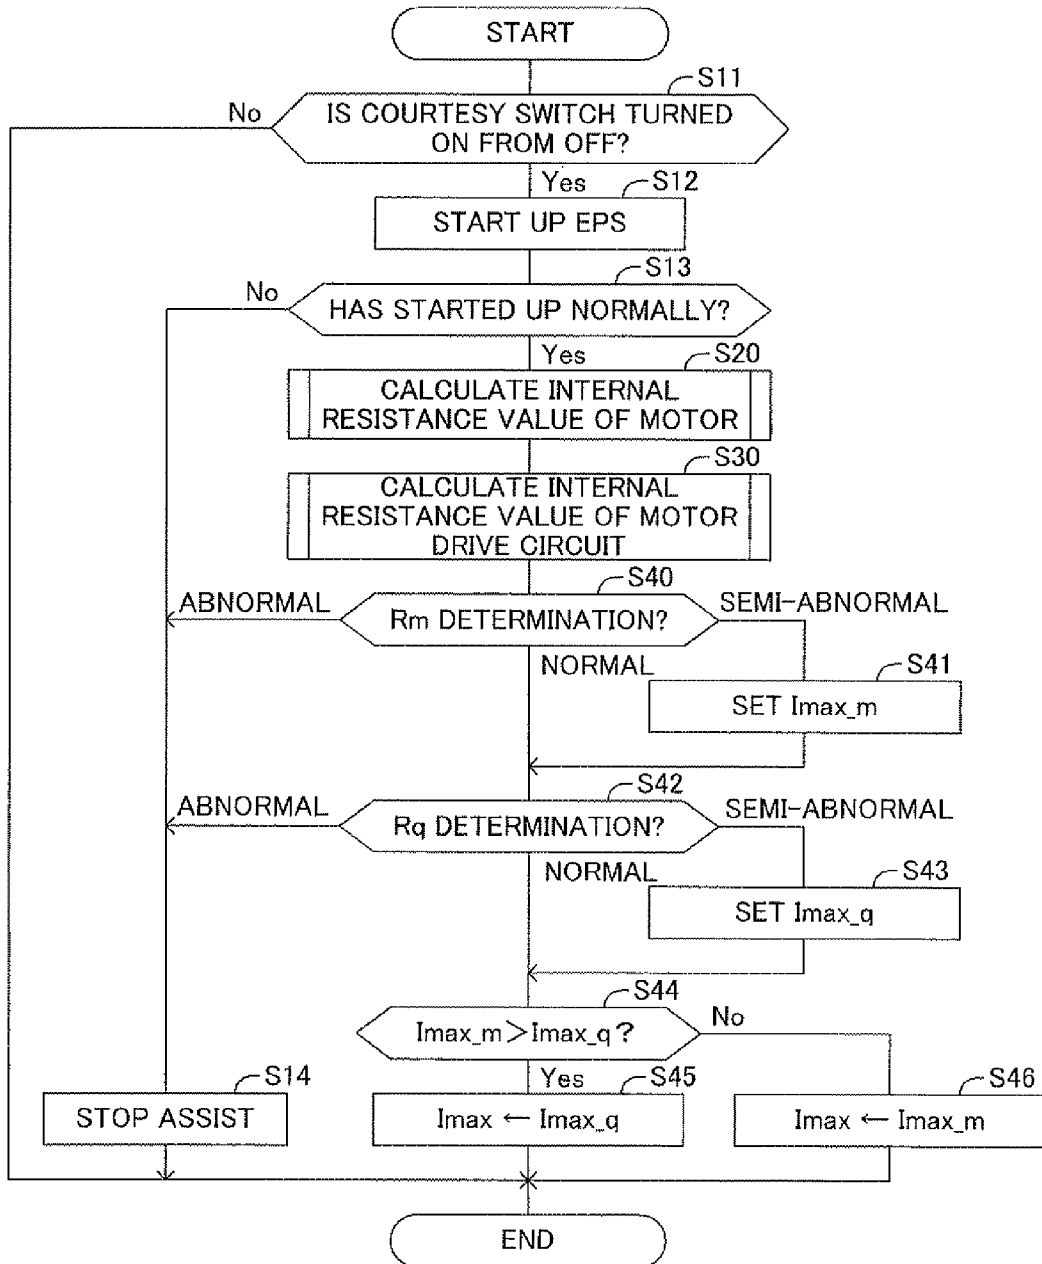 START
S11
No
IS COURTESY SWITCH TURNED
ON FROM OFF?
Yes
S12
START UP EPS
S13
No
HAS STARTED UP NORMALLY?
Yes
S20
CALCULATE INTERNAL
RESISTANCE VALUE OF MOTOR
S30
CALCULATE INTERNAL
RESISTANCE VALUE OF MOTOR
DRIVE CIRCUIT
S40
ABNORMAL
Rm DETERMINATION?
SEMI-ABNORMAL
NORMAL
S41
SET Imax_m
S42
ABNORMAL
Rq DETERMINATION?
SEMI-ABNORMAL
NORMAL
S43
SET Imax_q
S44
Imax_m>Imax_q?
No
Yes
S14
STOP ASSIST
S45
Imax ← Imax_q
S46
Imax ← Imax_m
END